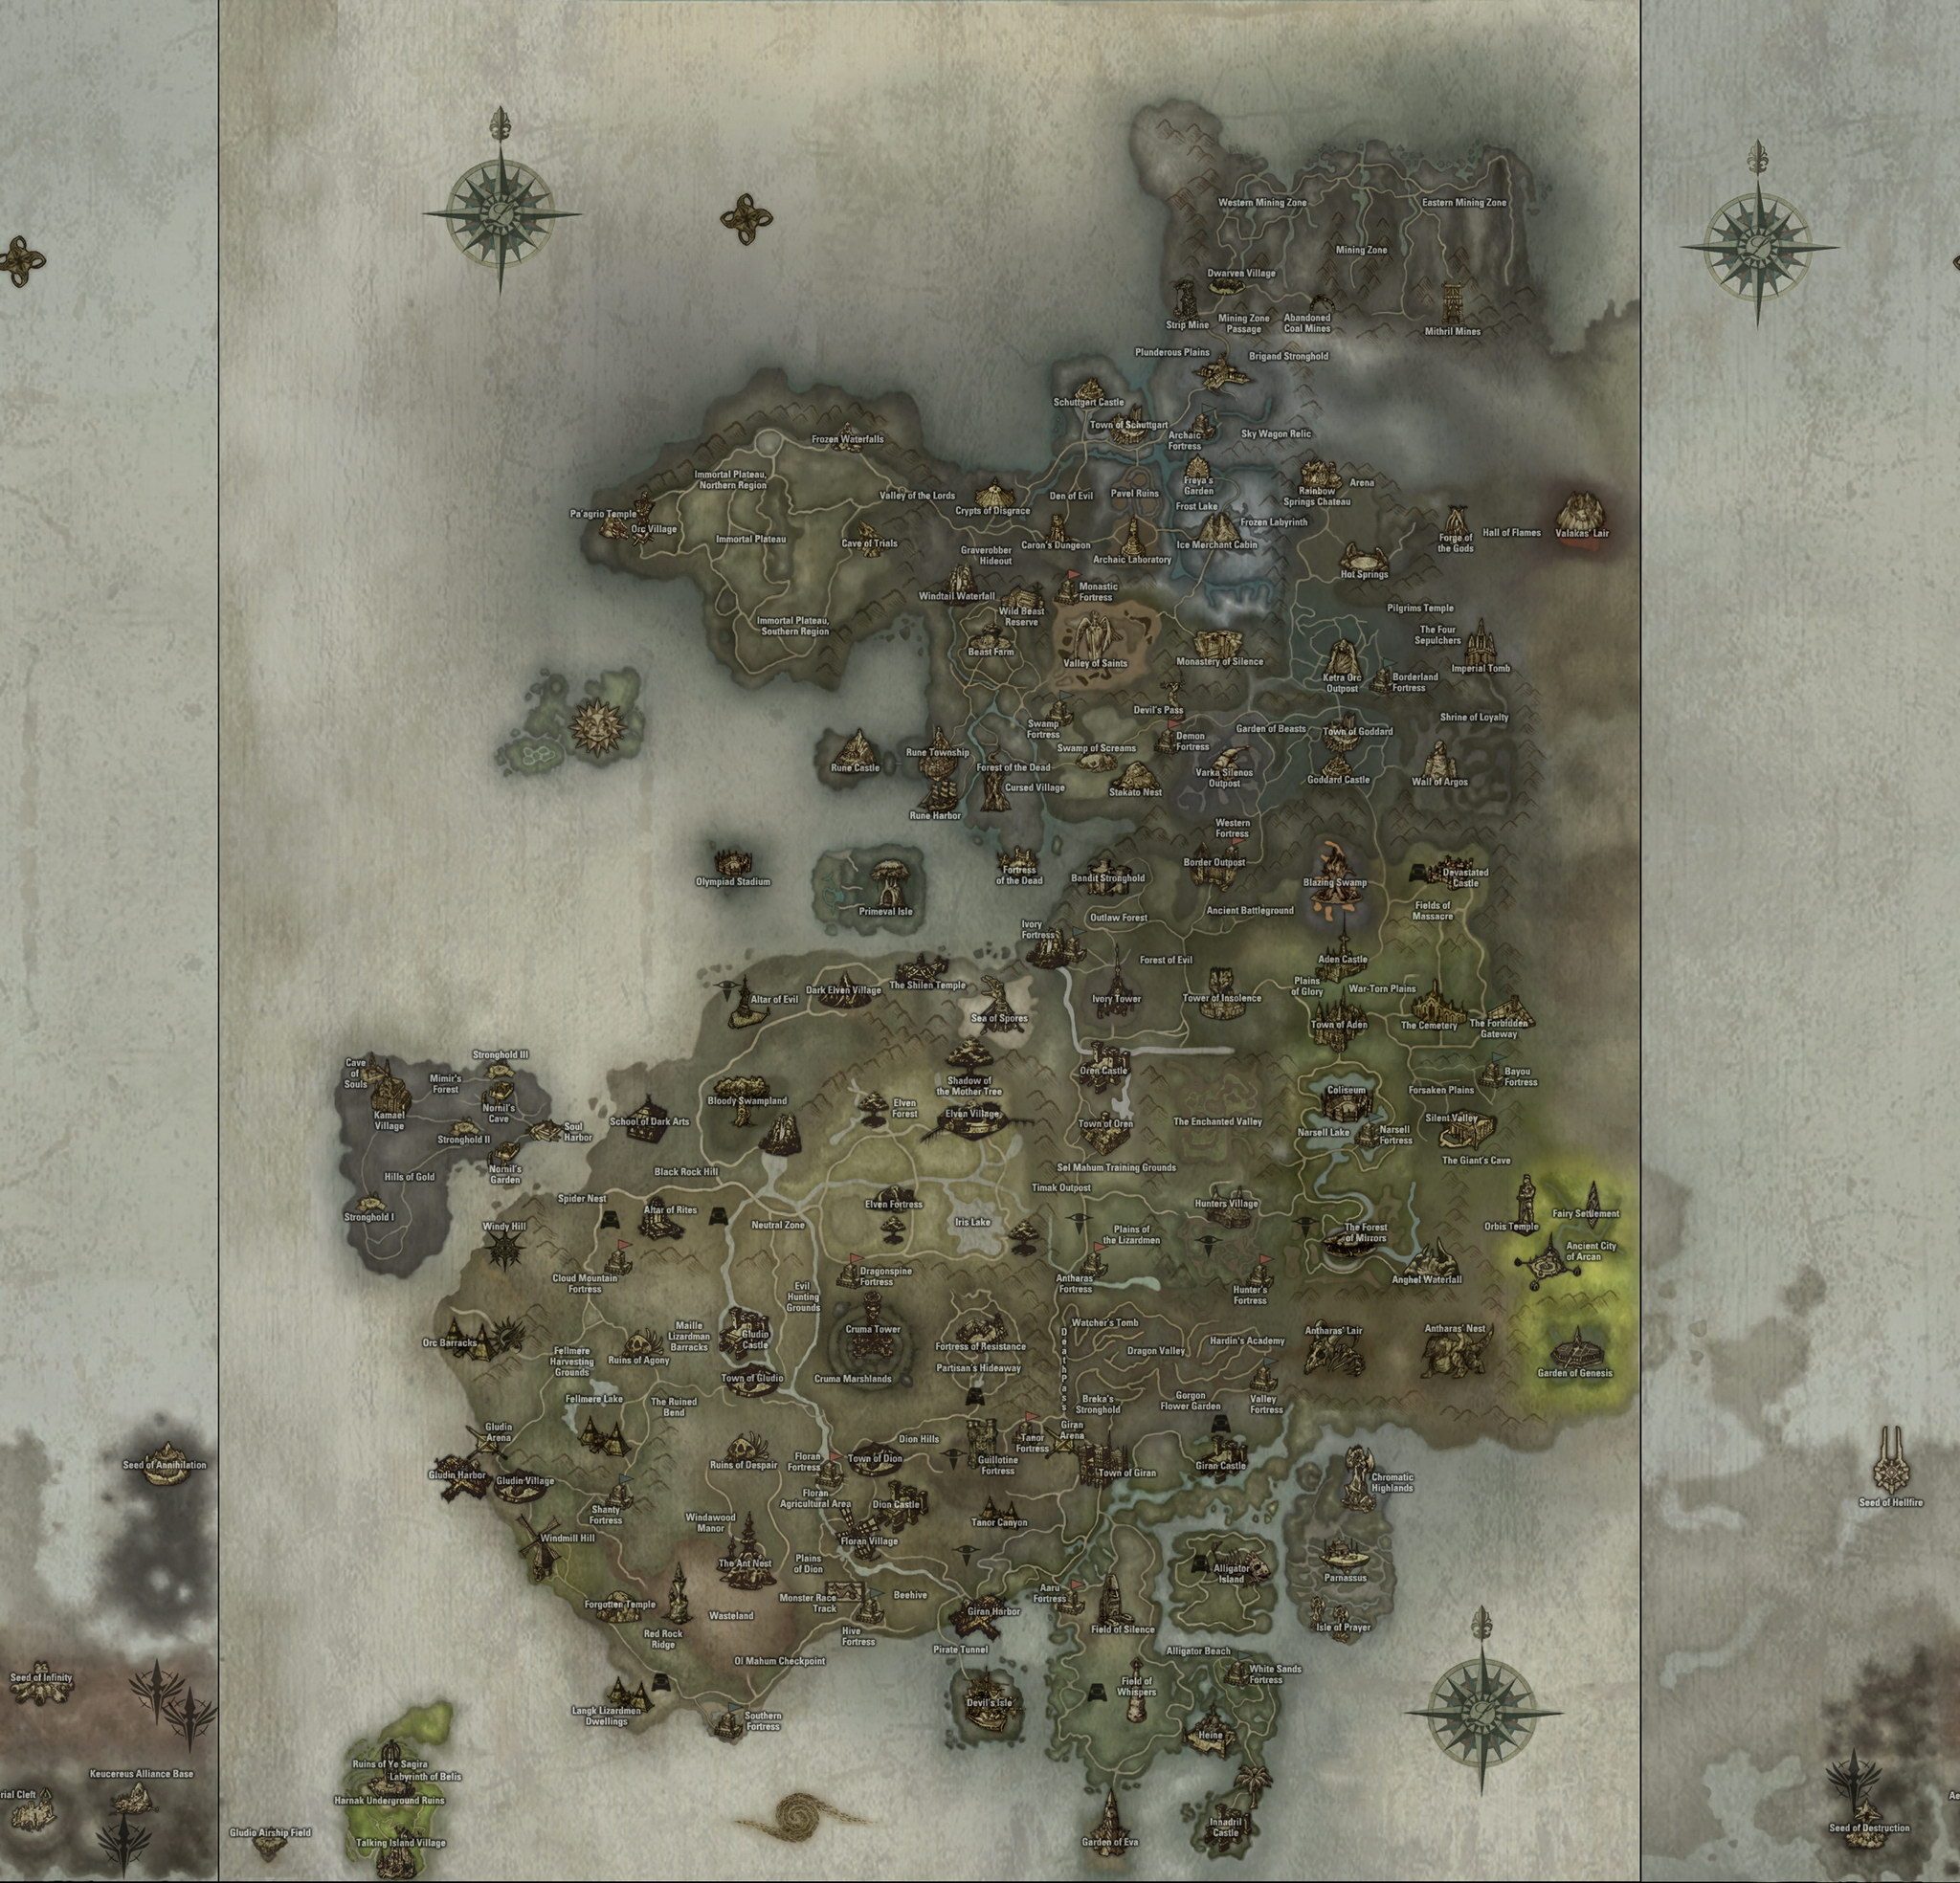 Western Mining Zone
Eastern Mining Zone
Mining Zone
Dwarven Village
Strip Mine
Mining Zone
Passage
Abandoned
Coal Mines
Mithril Mines
Plunderous Plains
Brigand Stronghold
Schuttgart Castle
Town of Schuttgart
Archaic
Fortress
Sky Wagon Relic
Frozen Waterfalls
Immortal Plateau,
Northern Region
Valley of the Lords
Crypts of Disgrace
Den of Evil
Pavel Ruins
Freya's
Garden
Frost Lake
Rainbow
Springs Chateau
Arena
Pa'agrio Temple
Orc Village
Immortal Plateau
Cave of Trials
Graverobber
Hideout
Caron's Dungeon
Archaic Laboratory
Ice Merchant Cabin
Frozen Labyrinth
Forge of
the Gods
Hall of Flames
Valakas' Lair
Hot Springs
Windtail Waterfall
Wild Beast
Reserve
Monastic
Fortress
Pilgrims Temple
Immortal Plateau,
Southern Region
The Four
Sepulchers
Beast Farm
Valley of Saints
Monastery of Silence
Imperial Tomb
Ketra Orc
Outpost
Borderland
Fortress
Devil's Pass
Swamp
Fortress
Garden of Beasts
Town of Goddard
Shrine of Loyalty
Demon
Fortress
Rune Township
Swamp of Screams
Rune Castle
Forest of the Dead
Cursed Village
Stakato Nest
Varka Silenos
Outpost
Goddard Castle
Wall of Argos
Rune Harbor
Western
Fortress
Border Outpost
Olympiad Stadium
Fortress
of the Dead
Bandit Stronghold
Blazing Swamp
Devastated
Castle
Primeval Isle
Outlaw Forest
Ancient Battleground
Fields of
Massacre
Ivory
Fortress
Forest of Evil
Aden Castle
Altar of Evil
Dark Elven Village
The Shilen Temple
Plains
of Glory
War-Torn Plains
Sea of Spores
Ivory Tower
Tower of Insolence
Town of Aden
The Cemetery
The Forbidden
Gateway
Cave
of
Souls
Stronghold III
Mimir's
Forest
Kamael
Village
Nornil's
Cave
Stronghold II
Soul
Harbor
Nornil's
Garden
Hills of Gold
Stronghold I
School of Dark Arts
Bloody Swampland
Shadow of
the Mother Tree
Oren Castle
Elven
Forest
Elven Village
Town of Oren
The Enchanted Valley
Coliseum
Forsaken Plains
Bayou
Fortress
Narsell Lake
Narsell
Fortress
Silent Valley
The Giant's Cave
Black Rock Hill
Sel Mahum Training Grounds
Timak Outpost
Spider Nest
Altar of Rites
Neutral Zone
Elven Fortress
Iris Lake
Hunters Village
Plains of
the Lizardmen
The Forest
of Mirrors
Orbis Temple
Fairy Settlement
Ancient City
of Arcan
Windy Hill
Cloud Mountain
Fortress
Dragonspine
Fortress
Antharas
Fortress
Hunter's
Fortress
Anghel Waterfall
Evil
Hunting
Grounds
Orc Barracks
Maille
Lizardman
Barracks
Gludio
Castle
Cruma Tower
Fortress of Resistance
Death Pass
Watcher's Tomb
Dragon Valley
Hardin's Academy
Antharas' Lair
Antharas' Nest
Fellmere
Harvesting
Grounds
Ruins of Agony
Town of Gludio
Cruma Marshlands
Partisan's Hideaway
Garden of Genesis
Fellmere Lake
The Ruined
Bend
Breka's
Stronghold
Gorgon
Flower Garden
Valley
Fortress
Gludin
Arena
Giran
Arena
Tanor
Fortress
Dion Hills
Gludin Harbor
Gludin Village
Ruins of Despair
Floran
Fortress
Town of Dion
Guillotine
Fortress
Town of Giran
Giran Castle
Chromatic
Highlands
Shanty
Fortress
Floran
Agricultural Area
Dion Castle
Windawood
Manor
Tanor Canyon
Windmill Hill
Floran Village
The Ant Nest
Plains
of Dion
Alligator
Island
Parnassus
Forgotten Temple
Monster Race
Track
Beehive
Aaru
Fortress
Giran Harbor
Wasteland
Field of Silence
Isle of Prayer
Red Rock
Ridge
Hive
Fortress
Pirate Tunnel
Alligator Beach
Ol Mahum Checkpoint
White Sands
Fortress
Langk Lizardmen
Dwellings
Southern
Fortress
Devil's Isle
Field of
Whispers
Heine
Garden of Eva
Innadril
Castle
Ruins of Ye Sagira
Labyrinth of Belis
Harnak Underground Ruins
Talking Island Village
Gludio Airship Field
Seed of Annihilation
Seed of Infinity
Keucereus Alliance Base
rial Cleft
Seed of Hellfire
Seed of Destruction
Ae